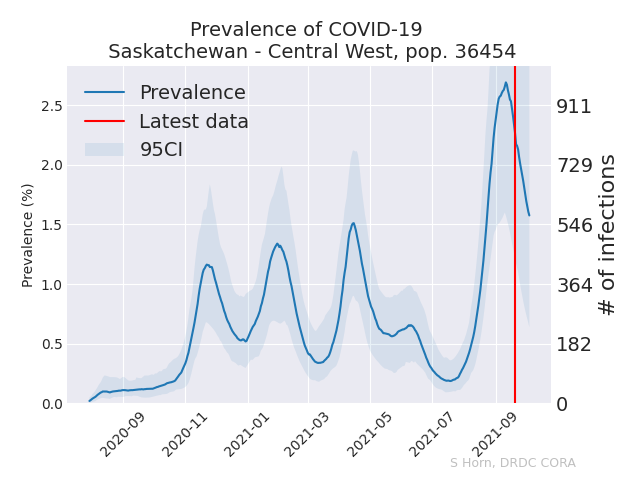 Prevalence of COVID-19
Saskatchewan - Central West, pop. 36454
Prevalence
Latest data
95CI
Prevalence (%)
2.5
2.0
1.5
1.0
0.5
0.0
911
729
546
364
182
0
# of infections
2020-09
2020-11
2021-01
2021-03
2021-05
2021-07
2021-09
S Horn, DRDC CORA